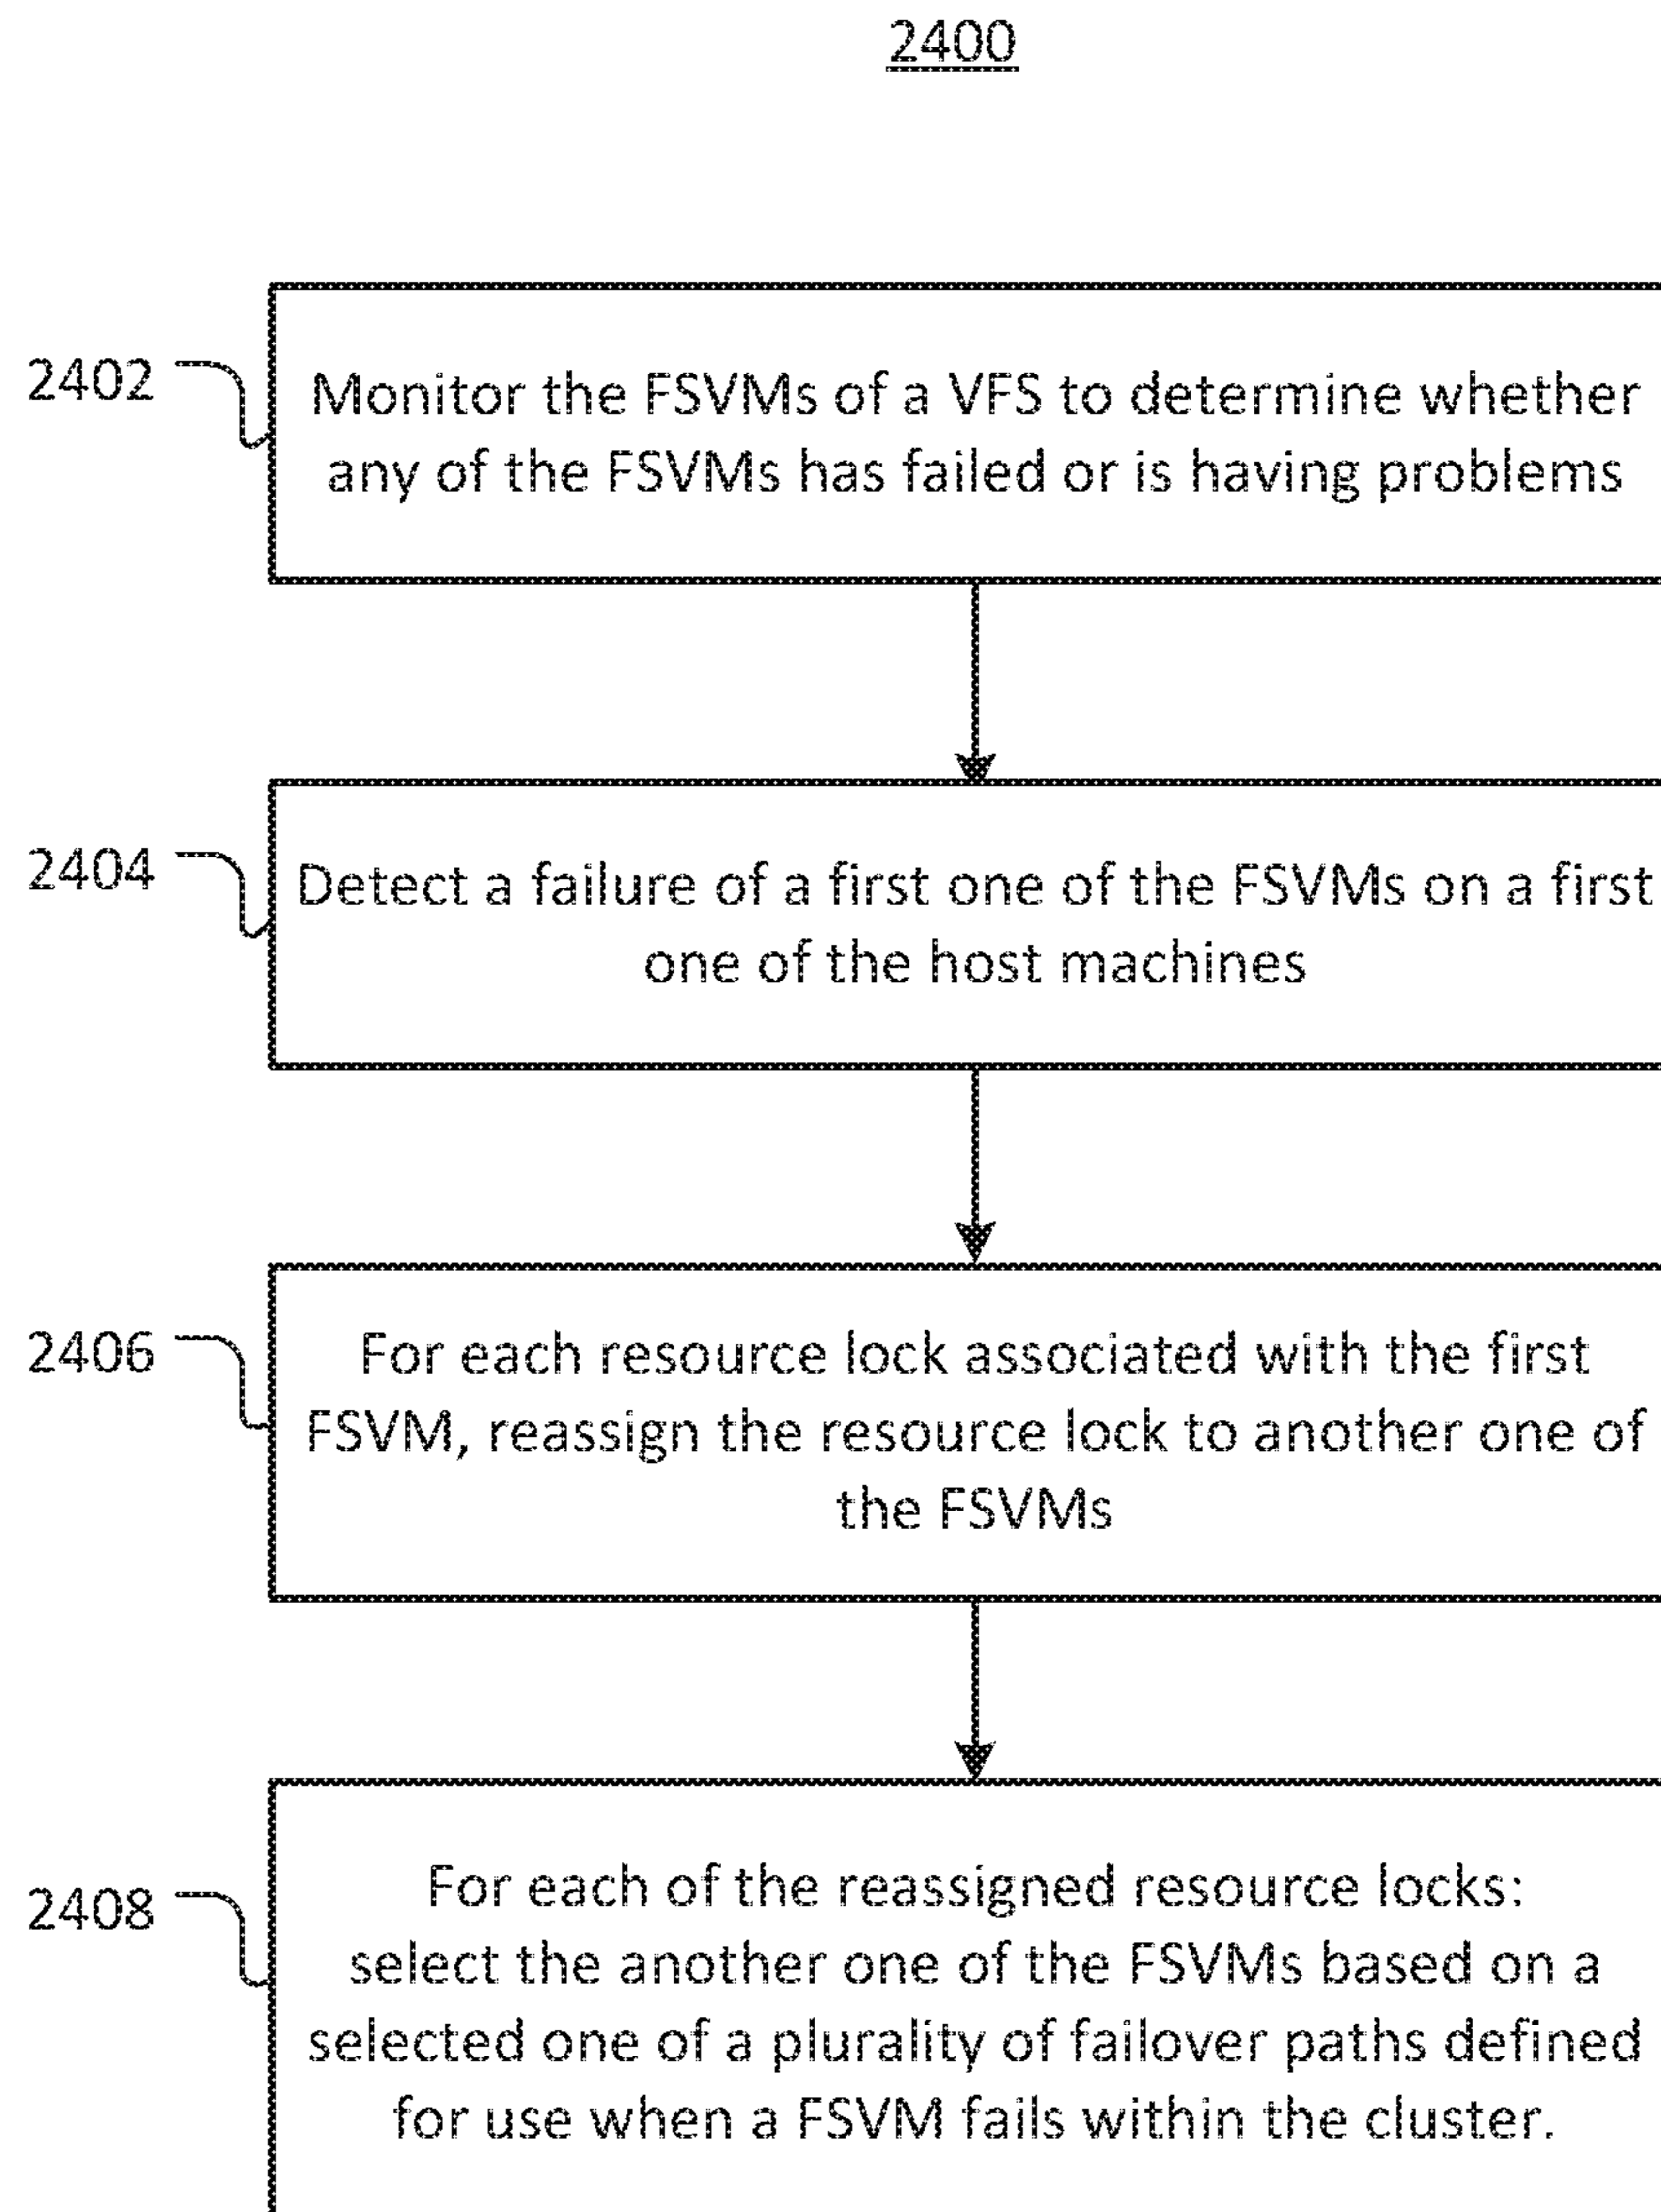 2400
2402
Monitor the FSVMs of a VFS to determine whether
any of the FSVMs has failed or is having problems
2404
Detect a failure of a first one of the FSVMs on a first
one of the host machines
2406
For each resource lock associated with the first
FSVM, reassign the resource lock to another one of
the FSVMs
2408
For each of the reassigned resource locks:
select the another one of the FSVMs based on a
selected one of a plurality of failover paths defined
for use when a FSVM fails within the cluster.